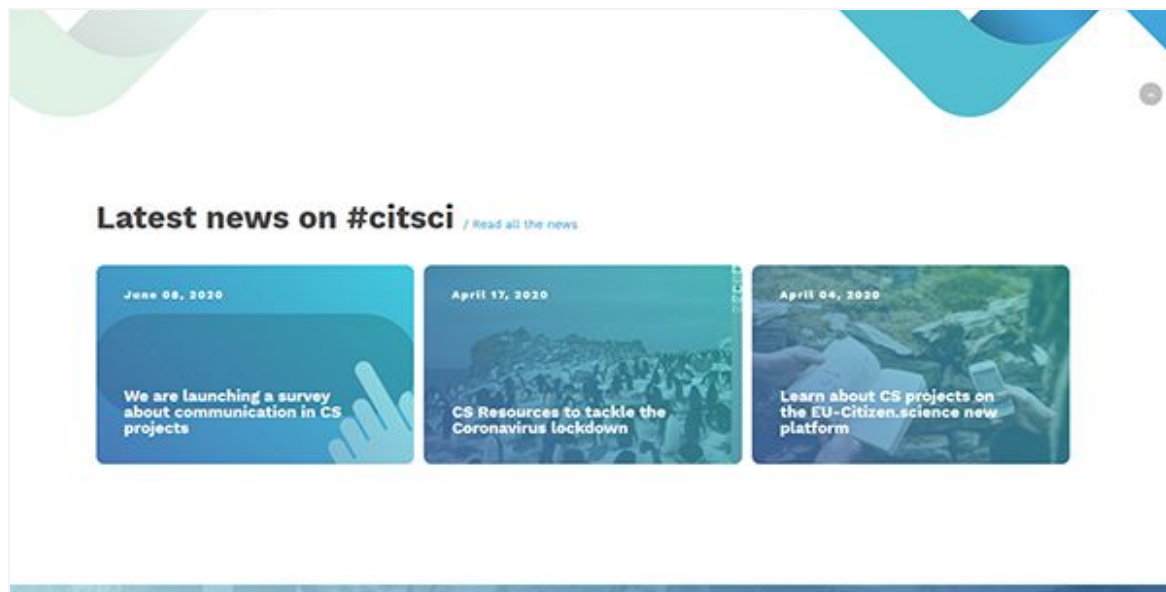 Latest news on #citsci / Read all the news
June 08, 2020
We are launching a survey
about communication in CS
projects
April 17, 2020
CS Resources to tackle the
Coronavirus lockdown
April 04, 2020
Learn about CS projects on
the EU-Citizen.science new
platform